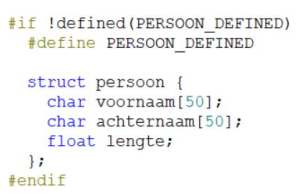 #if !defined(PERSOON_DEFINED)
#define PERSOON_DEFINED
struct persoon {
char voornaam[50];
char achternaam[50];
float lengte;
};
#endif